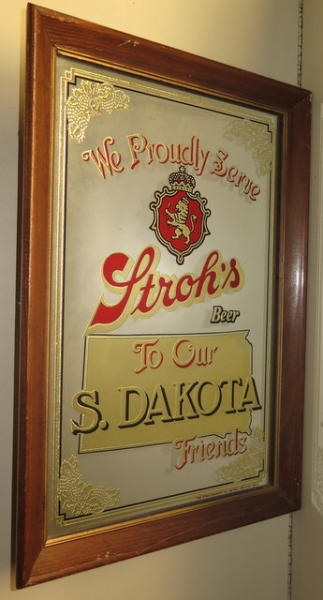 We Proudly Serve
Stroh's
Beer
To Our
S. DAKOTA
Friends